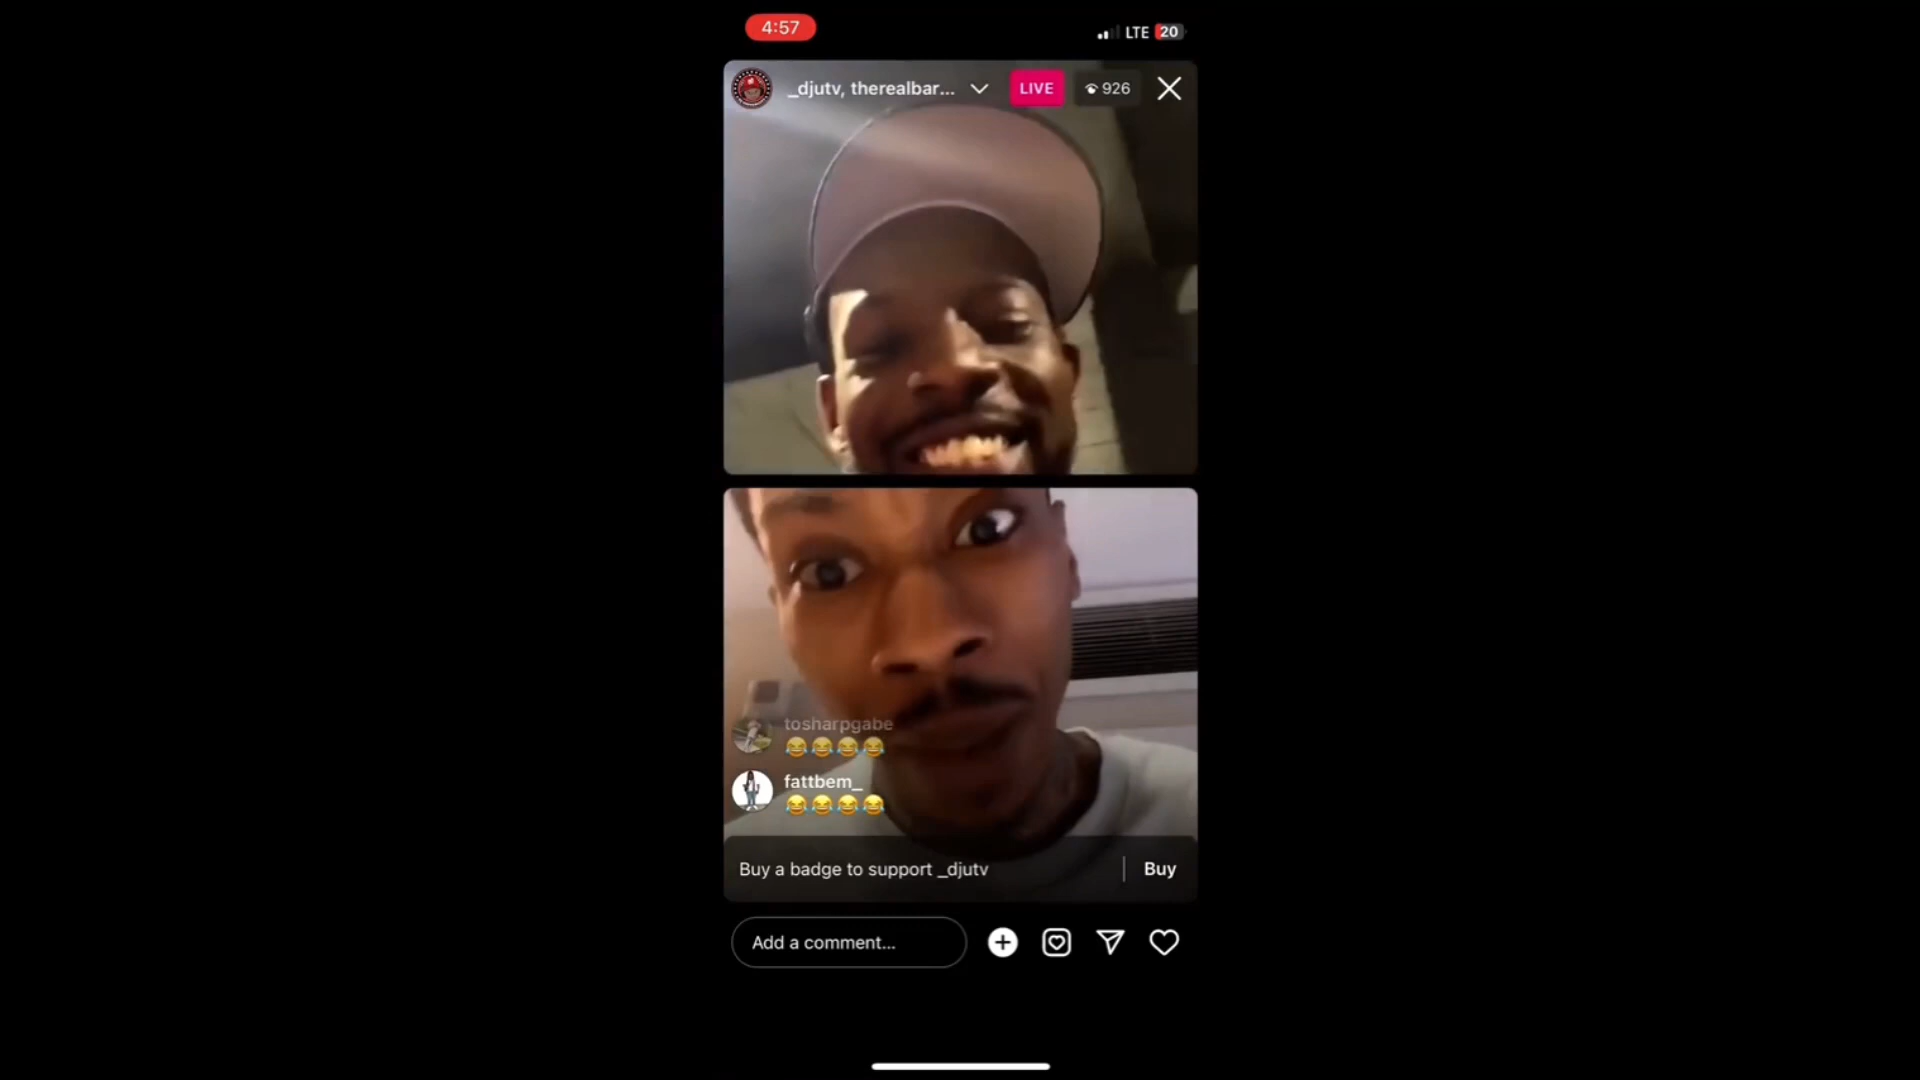 4:57
LTE 20
_djutv, therealbar...
LIVE
926
tosharpgabe
😂😂😂😂
fattbem_
😂😂😂😂
Buy a badge to support _djutv
Buy
Add a comment...